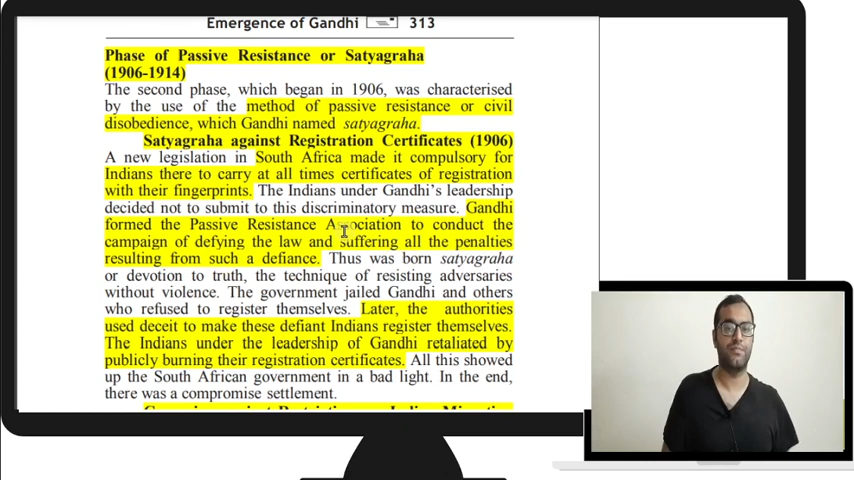 Emergence of Gandhi 313
Phase of Passive Resistance or Satyagraha
(1906-1914)
The second phase, which began in 1906, was characterised
by the use of the method of passive resistance or civil
disobedience, which Gandhi named satyagraha.
Satyagraha against Registration Certificates (1906)
A new legislation in South Africa made it compulsory for
Indians there to carry at all times certificates of registration
with their fingerprints. The Indians under Gandhi's leadership
decided not to submit to this discriminatory measure. Gandhi
formed the Passive Resistance Association to conduct the
campaign of defying the law and suffering all the penalties
resulting from such a defiance. Thus was born satyagraha
or devotion to truth, the technique of resisting adversaries
without violence. The government jailed Gandhi and others
who refused to register themselves. Later, the authorities
used deceit to make these defiant Indians register themselves.
The Indians under the leadership of Gandhi retaliated by
publicly burning their registration certificates. All this showed
up the South African government in a bad light. In the end,
there was a compromise settlement.